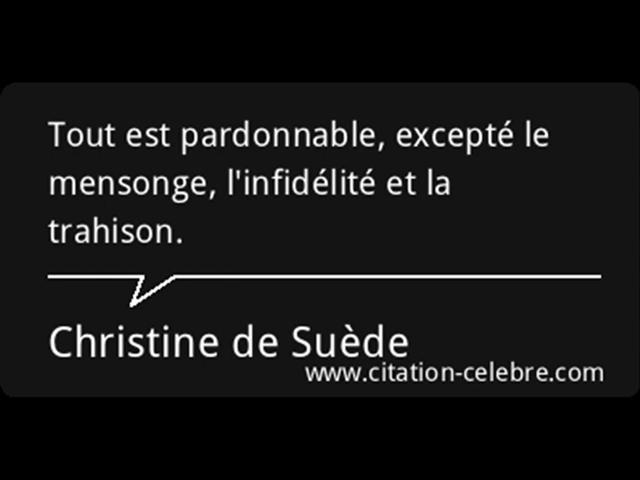 Tout est pardonnable, excepté le
mensonge, l'infidélité et la
trahison.
Christine de Suède
www.citation-celebre.com